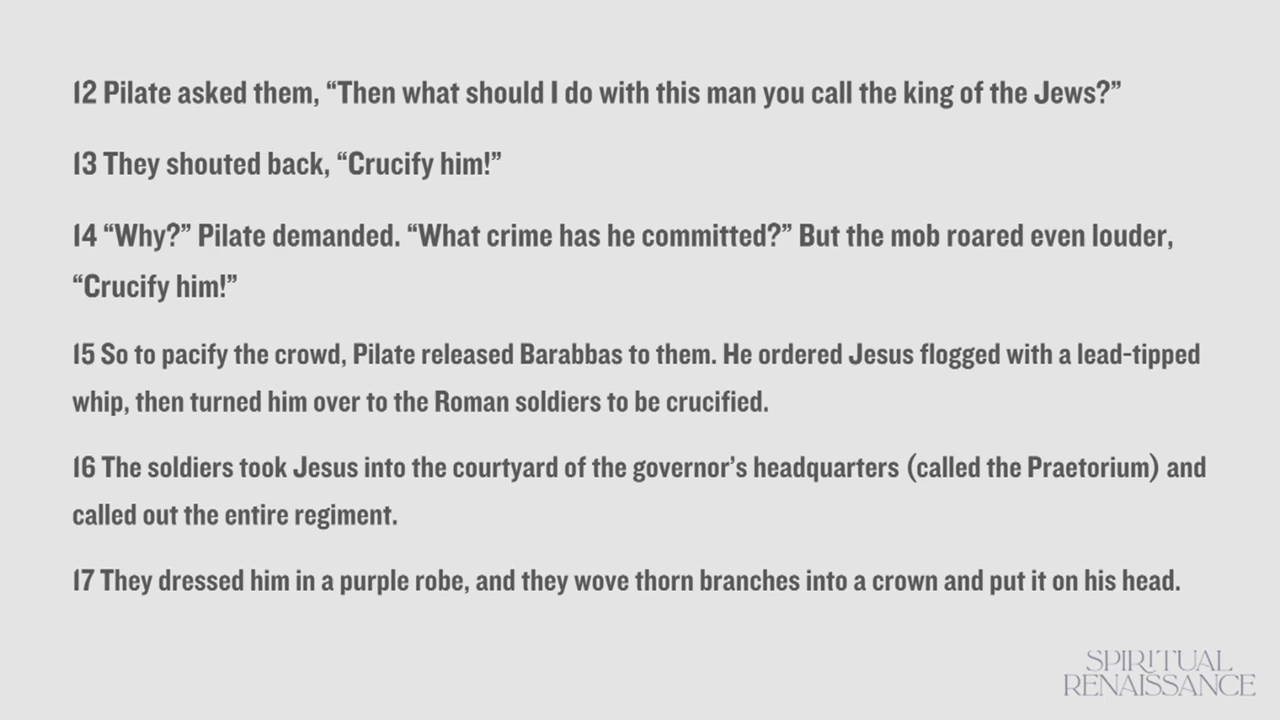 12 Pilate asked them, “Then what should I do with this man you call the king of the Jews?”
13 They shouted back, “Crucify him!”
14 “Why?” Pilate demanded. “What crime has he committed?” But the mob roared even louder,
“Crucify him!”
15 So to pacify the crowd, Pilate released Barabbas to them. He ordered Jesus flogged with a lead-tipped
whip, then turned him over to the Roman soldiers to be crucified.
16 The soldiers took Jesus into the courtyard of the governor’s headquarters (called the Praetorium) and
called out the entire regiment.
17 They dressed him in a purple robe, and they wove thorn branches into a crown and put it on his head.
SPIRITUAL
RENAISSANCE